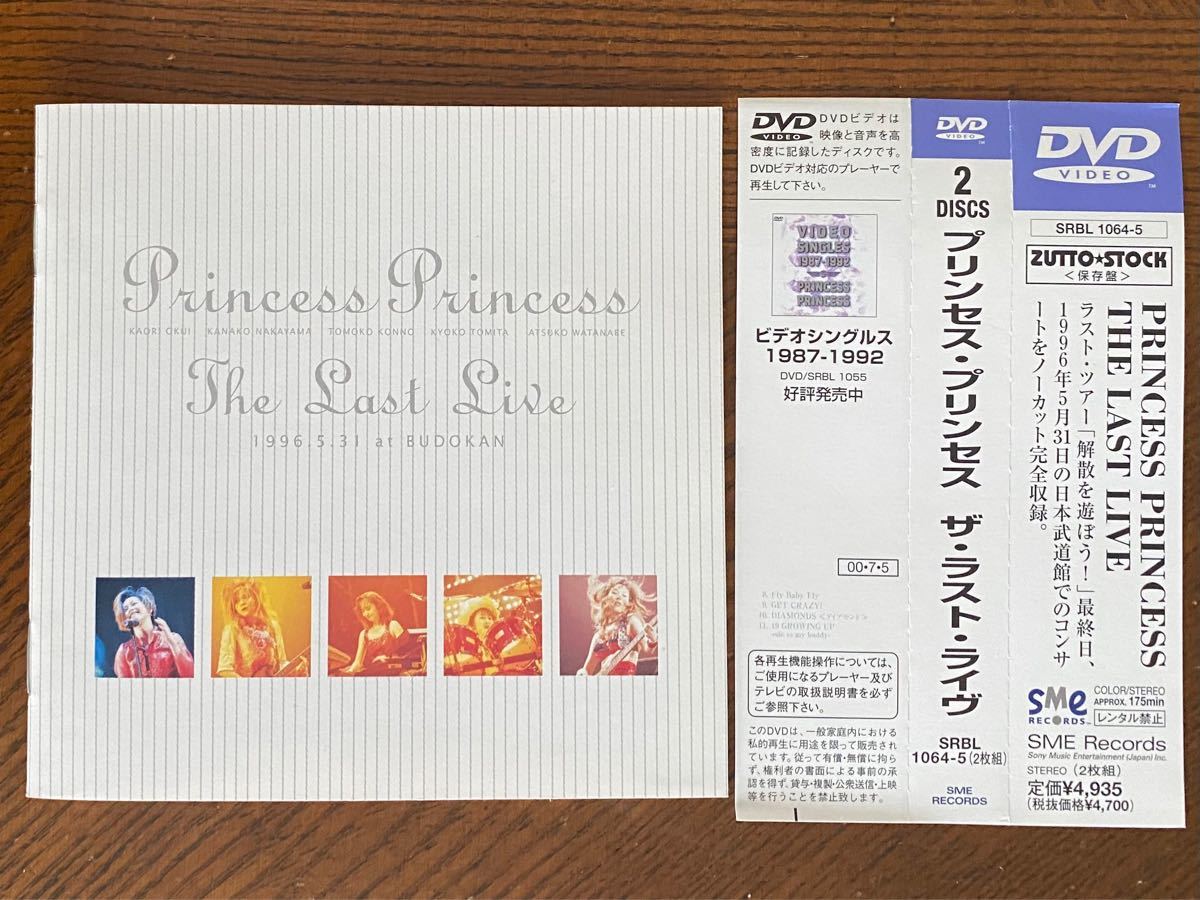 Princess Princess
KAORI OKUI KANAKO NAKAYAMA TOMOKO KONNO KYOKO TOMITA ATSUKO WATANABE
The Last Live
1996.5.31 at BUDOKAN
DVD
VIDEO
DVDビデオは
映像と音声を高
密度に記録したディスクです。
DVDビデオ対応のプレーヤーで
再生して下さい。
VIDEO
SINGLES
1987-1992
PRINCESS
PRINCESS
ビデオシングルス
1987-1992
DVD/SRBL 1055
好評発売中
00・7・5
8. Fly Baby Fly
9. GET CRAZY!
10. DIAMONDS <ダイアモンド>
11. 19 GROWING UP
-ode to my buddy-
各再生機能操作については、
ご使用になるプレーヤー及び
テレビの取扱説明書を必ず
ご参照下さい。
このDVDは、一般家庭内における
私的再生に用途を限って販売され
ています。従って有償・無償に拘ら
ず、権利者の書面による事前の承
認を得ず、貸与・複製・公衆送信・上映
等を行うことを禁止致します。
DVD
VIDEO
TM
2
DISCS
プリンセス・プリンセス ザ・ラスト・ライヴ
SRBL
1064-5(2枚組)
SME
RECORDS
DVD
VIDEO
TM
SRBL 1064-5
ZUTTO★STOCK
<保存盤>
PRINCESS PRINCESS
THE LAST LIVE
ラスト・ツアー「解散を遊ぼう!」最終日、
1996年5月31日の日本武道館でのコンサ
ートをノーカット完全収録。
SMe
RECORDS
COLOR/STEREO
APPROX. 175min
レンタル禁止
SME Records
Sony Music Entertainment (Japan) Inc.
STEREO (2枚組)
定価¥4,935
(税抜価格¥4,700)